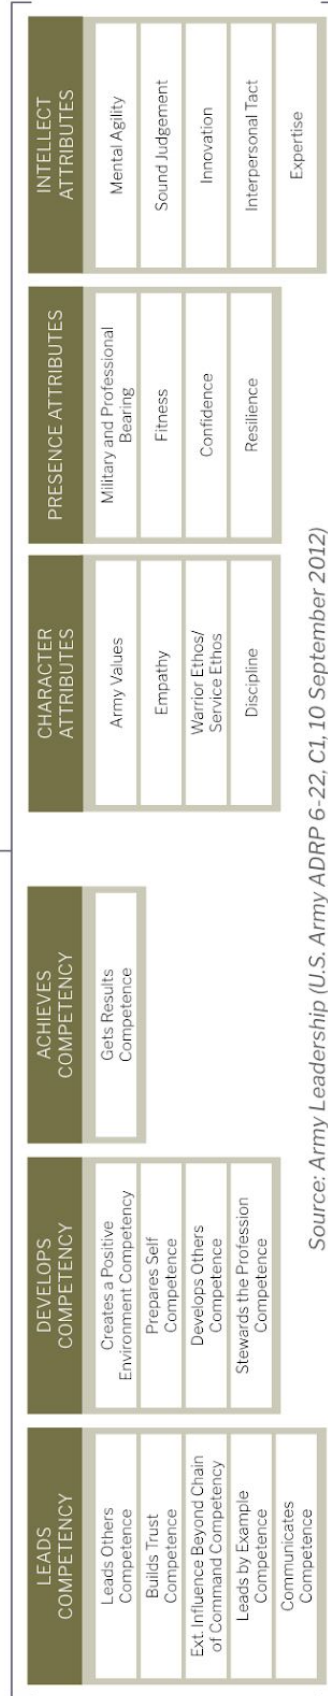 LEADS
COMPETENCY
Leads Others
Competence
Builds Trust
Competence
Ext. Influence Beyond Chain
of Command Competency
Leads by Example
Competence
Communicates
Competence
DEVELOPS
COMPETENCY
Creates a Positive
Environment Competency
Prepares Self
Competence
Develops Others
Competence
Stewards the Profession
Competence
ACHIEVES
COMPETENCY
Gets Results
Competence
CHARACTER
ATTRIBUTES
Army Values
Empathy
Warrior Ethos/
Service Ethos
Discipline
PRESENCE ATTRIBUTES
Military and Professional
Bearing
Fitness
Confidence
Resilience
INTELLECT
ATTRIBUTES
Mental Agility
Sound Judgement
Innovation
Interpersonal Tact
Expertise
Source: Army Leadership (U.S. Army ADRP 6-22, C1, 10 September 2012)